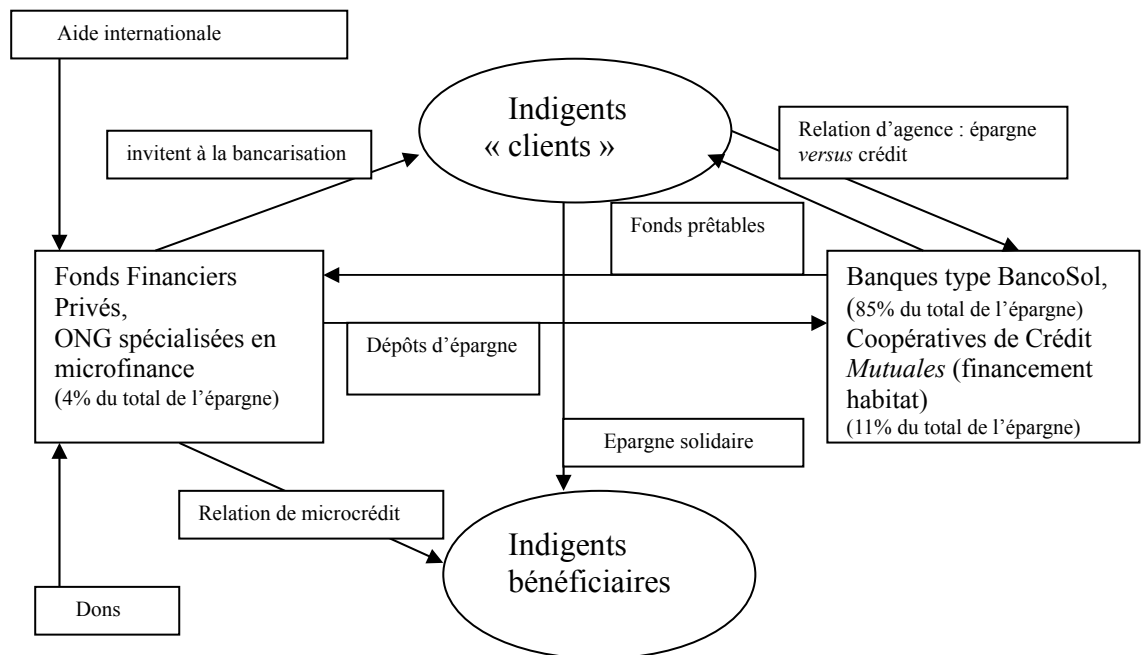 Aide internationale
Indigents
« clients »
Relation d’agence : épargne
versus crédit
invitent à la bancarisation
Fonds prêtables
Fonds Financiers
Privés,
ONG spécialisées en
microfinance
(4% du total de l’épargne)
Banques type BancoSol,
(85% du total de l’épargne)
Coopératives de Crédit
Mutuales (financement
habitat)
(11% du total de l’épargne)
Dépôts d’épargne
Epargne solidaire
Relation de microcrédit
Indigents
bénéficiaires
Dons